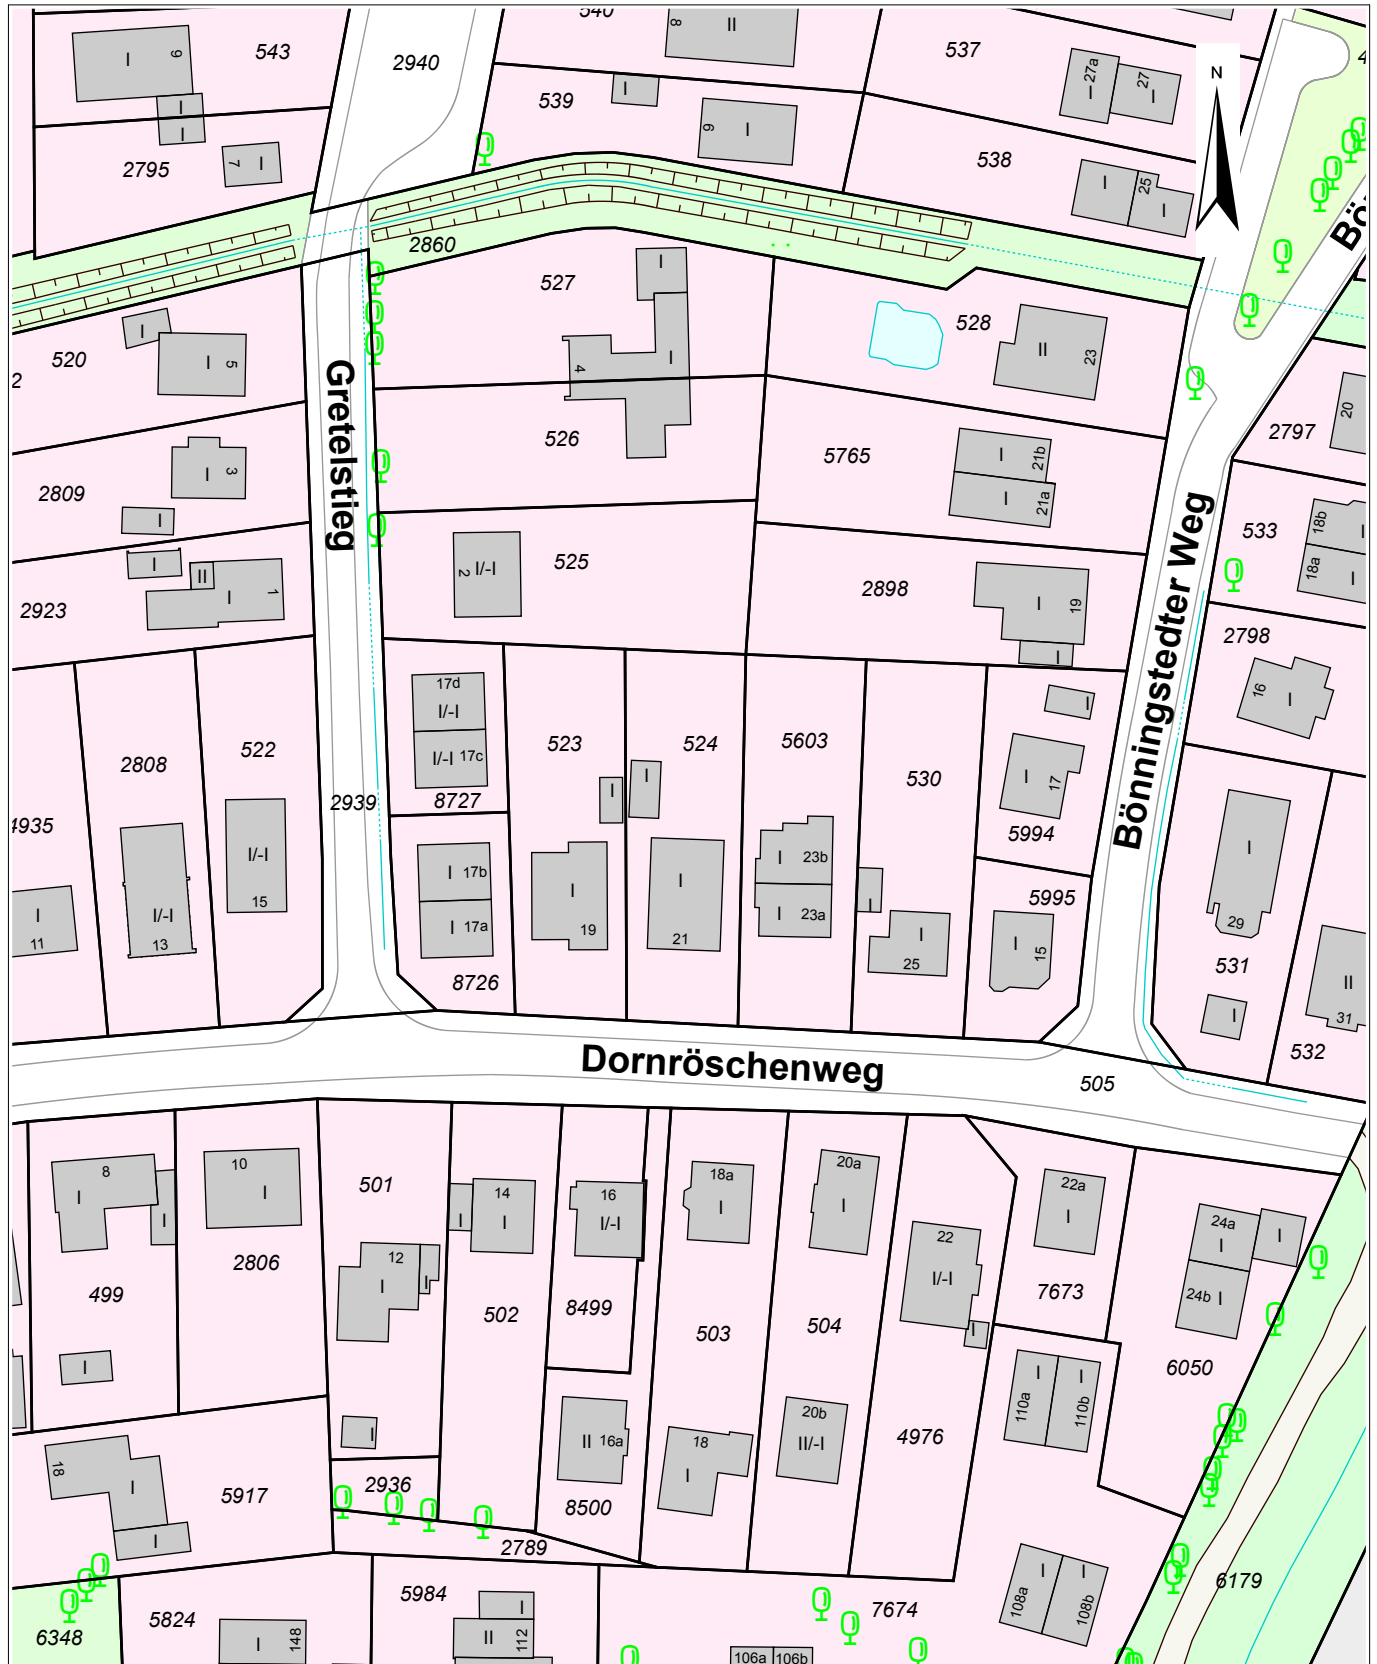 540
II
8
543
2940
537
I
9
27a
27
I
I
N
539
I
I
I
6
I
I
2795
7
I
538
I
25
I
Bö
2860
527
I
528
I
II
23
520
I
5
4
I
20
2
Gretelstieg
526
2797
5765
I
21b
I
3
2809
I
21a
18b
I
533
I
525
2
I/-I
Bönningstedter Weg
18a
I
I
II
I
1
2898
I
19
2923
2798
I
16
I
17d
I/-I
I
522
523
524
5603
2808
I/-I
17c
530
I
17
2939
8727
I
I
4935
5994
I
I/-I
I
17b
I
I
I
23b
5995
I
11
I/-I
13
15
I
17a
19
21
I
23a
I
I
25
I
15
29
531
8726
II
31
I
532
Dornröschenweg
505
8
I
10
I
501
14
I
I
16
I/-I
18a
I
20a
I
22a
I
24a
I
I
22
I/-I
12
I
I
2806
499
502
8499
503
504
7673
24b
I
I
I
6050
110a
I
I
110b
20b
II/-I
4976
I
II
16a
18
I
18
I
5917
2936
8500
I
2789
6179
I
108a
I
108b
5984
7674
5824
6348
I
148
I
II
112
106a
106b